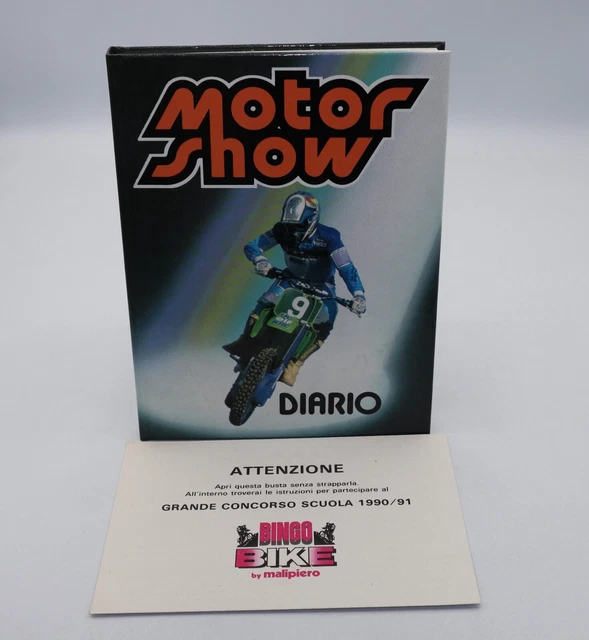 motor
show
9
DIARIO
ATTENZIONE
Apri questa busta senza strapparla.
All'interno troverai le istruzioni per partecipare al
GRANDE CONCORSO SCUOLA 1990/91
BINGO
BIKE
by malipiero